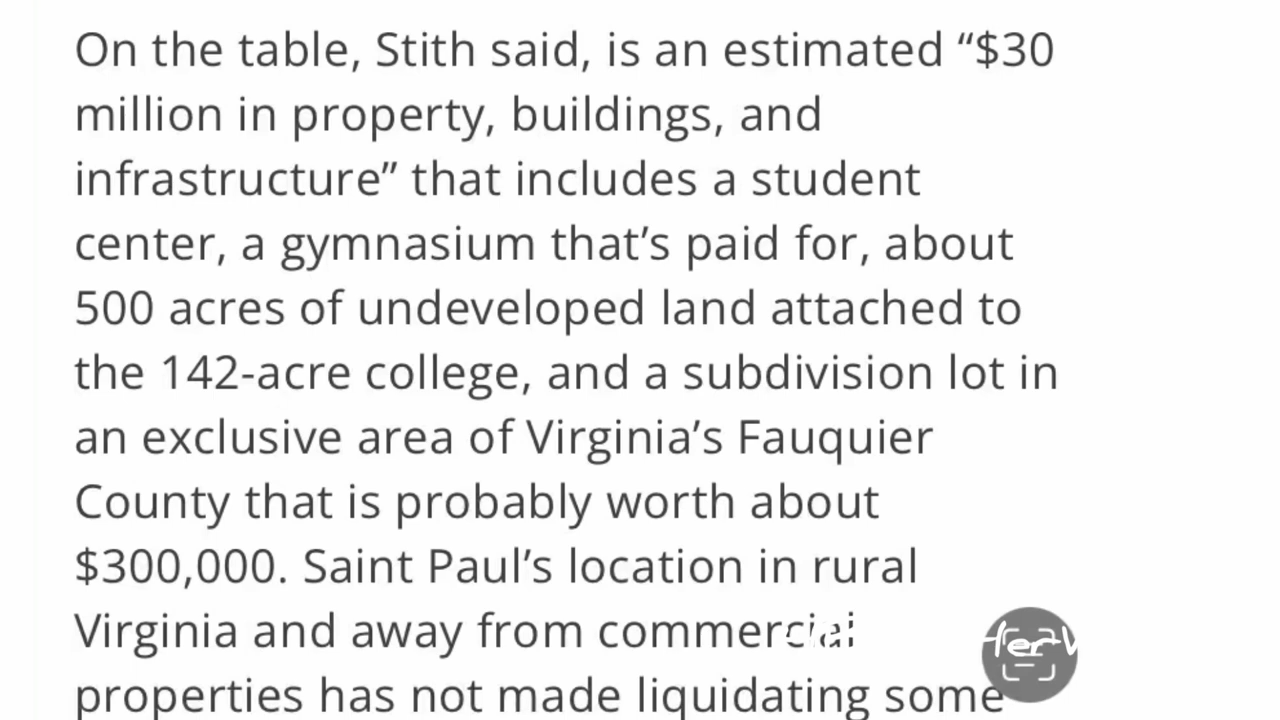 On the table, Stith said, is an estimated “$30
million in property, buildings, and
infrastructure” that includes a student
center, a gymnasium that’s paid for, about
500 acres of undeveloped land attached to
the 142-acre college, and a subdivision lot in
an exclusive area of Virginia’s Fauquier
County that is probably worth about
$300,000. Saint Paul’s location in rural
Virginia and away from commercial
properties has not made liquidating some